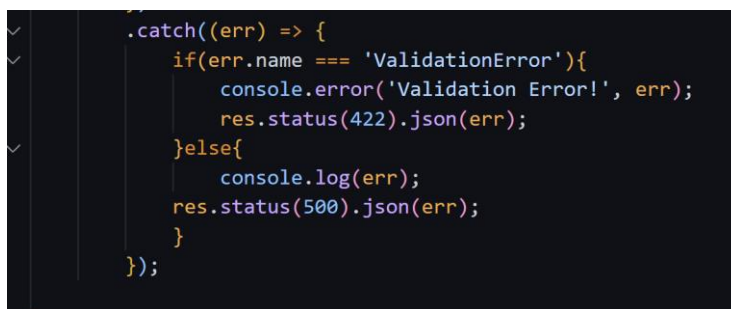 .catch((err) => {
if(err.name === 'ValidationError'){
console.error('Validation Error!', err);
res.status(422).json(err);
}else{
console.log(err);
res.status(500).json(err);
}
});